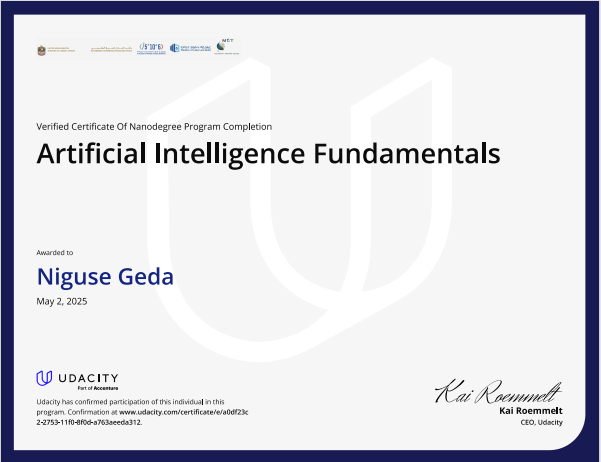 Verified Certificate Of Nanodegree Program Completion
Artificial Intelligence Fundamentals
Awarded to
Niguse Geda
May 2, 2025
UDACITY
Part of Accenture
Udacity has confirmed participation of this individual in this
program. Confirmation at www.udacity.com/certificate/e/a0df23c
2-2753-11f0-8f0d-a763aeeda312.
Kai Roemmelt
Kai Roemmelt
CEO, Udacity